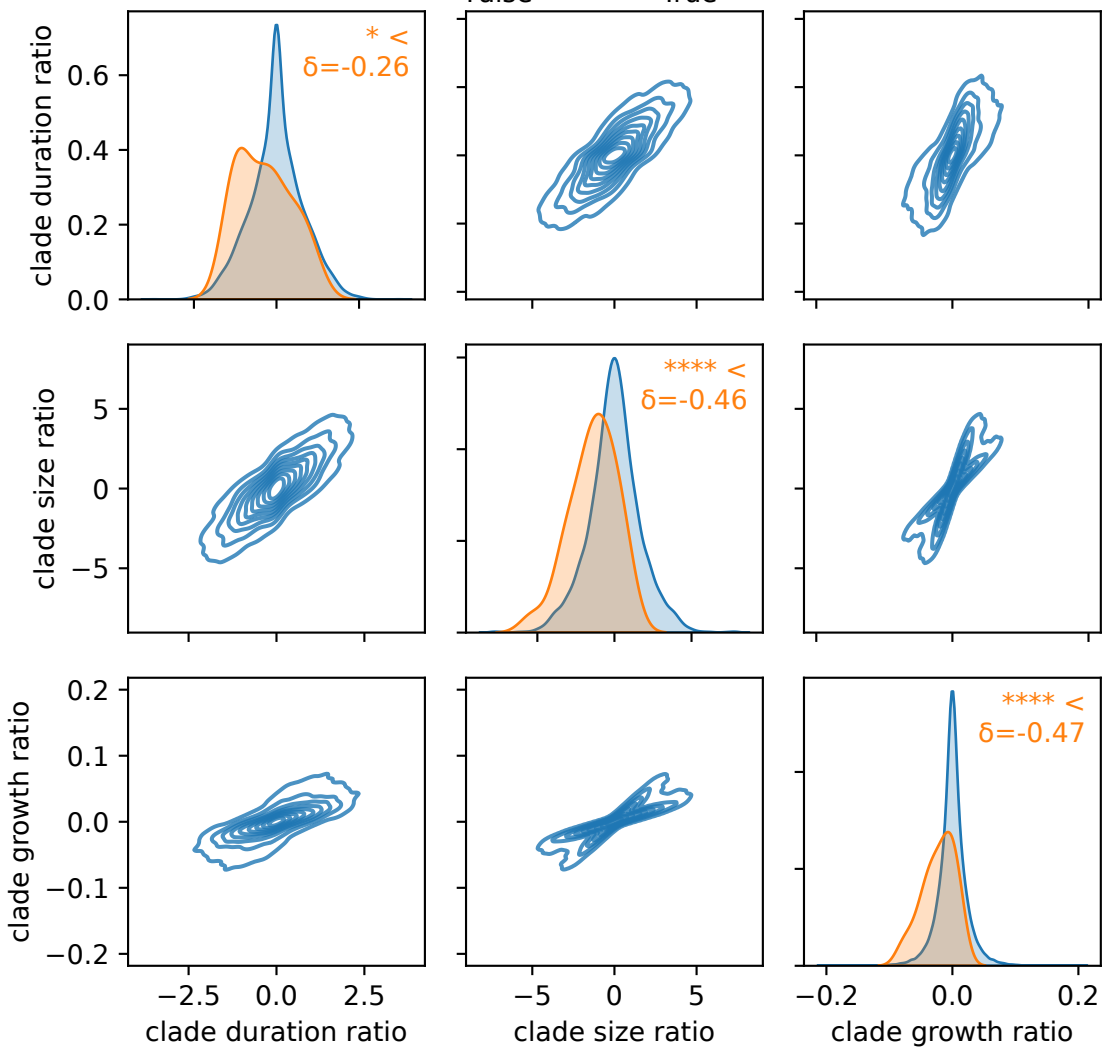 clade duration ratio
0.6
0.4
0.2
0.0
* <
δ=-0.26
clade size ratio
5
0
−5
**** <
δ=-0.46
clade growth ratio
0.2
0.1
0.0
−0.1
−0.2
**** <
δ=-0.47
−2.5 0.0 2.5
−5 0 5
−0.2 0.0 0.2
clade duration ratio
clade size ratio
clade growth ratio